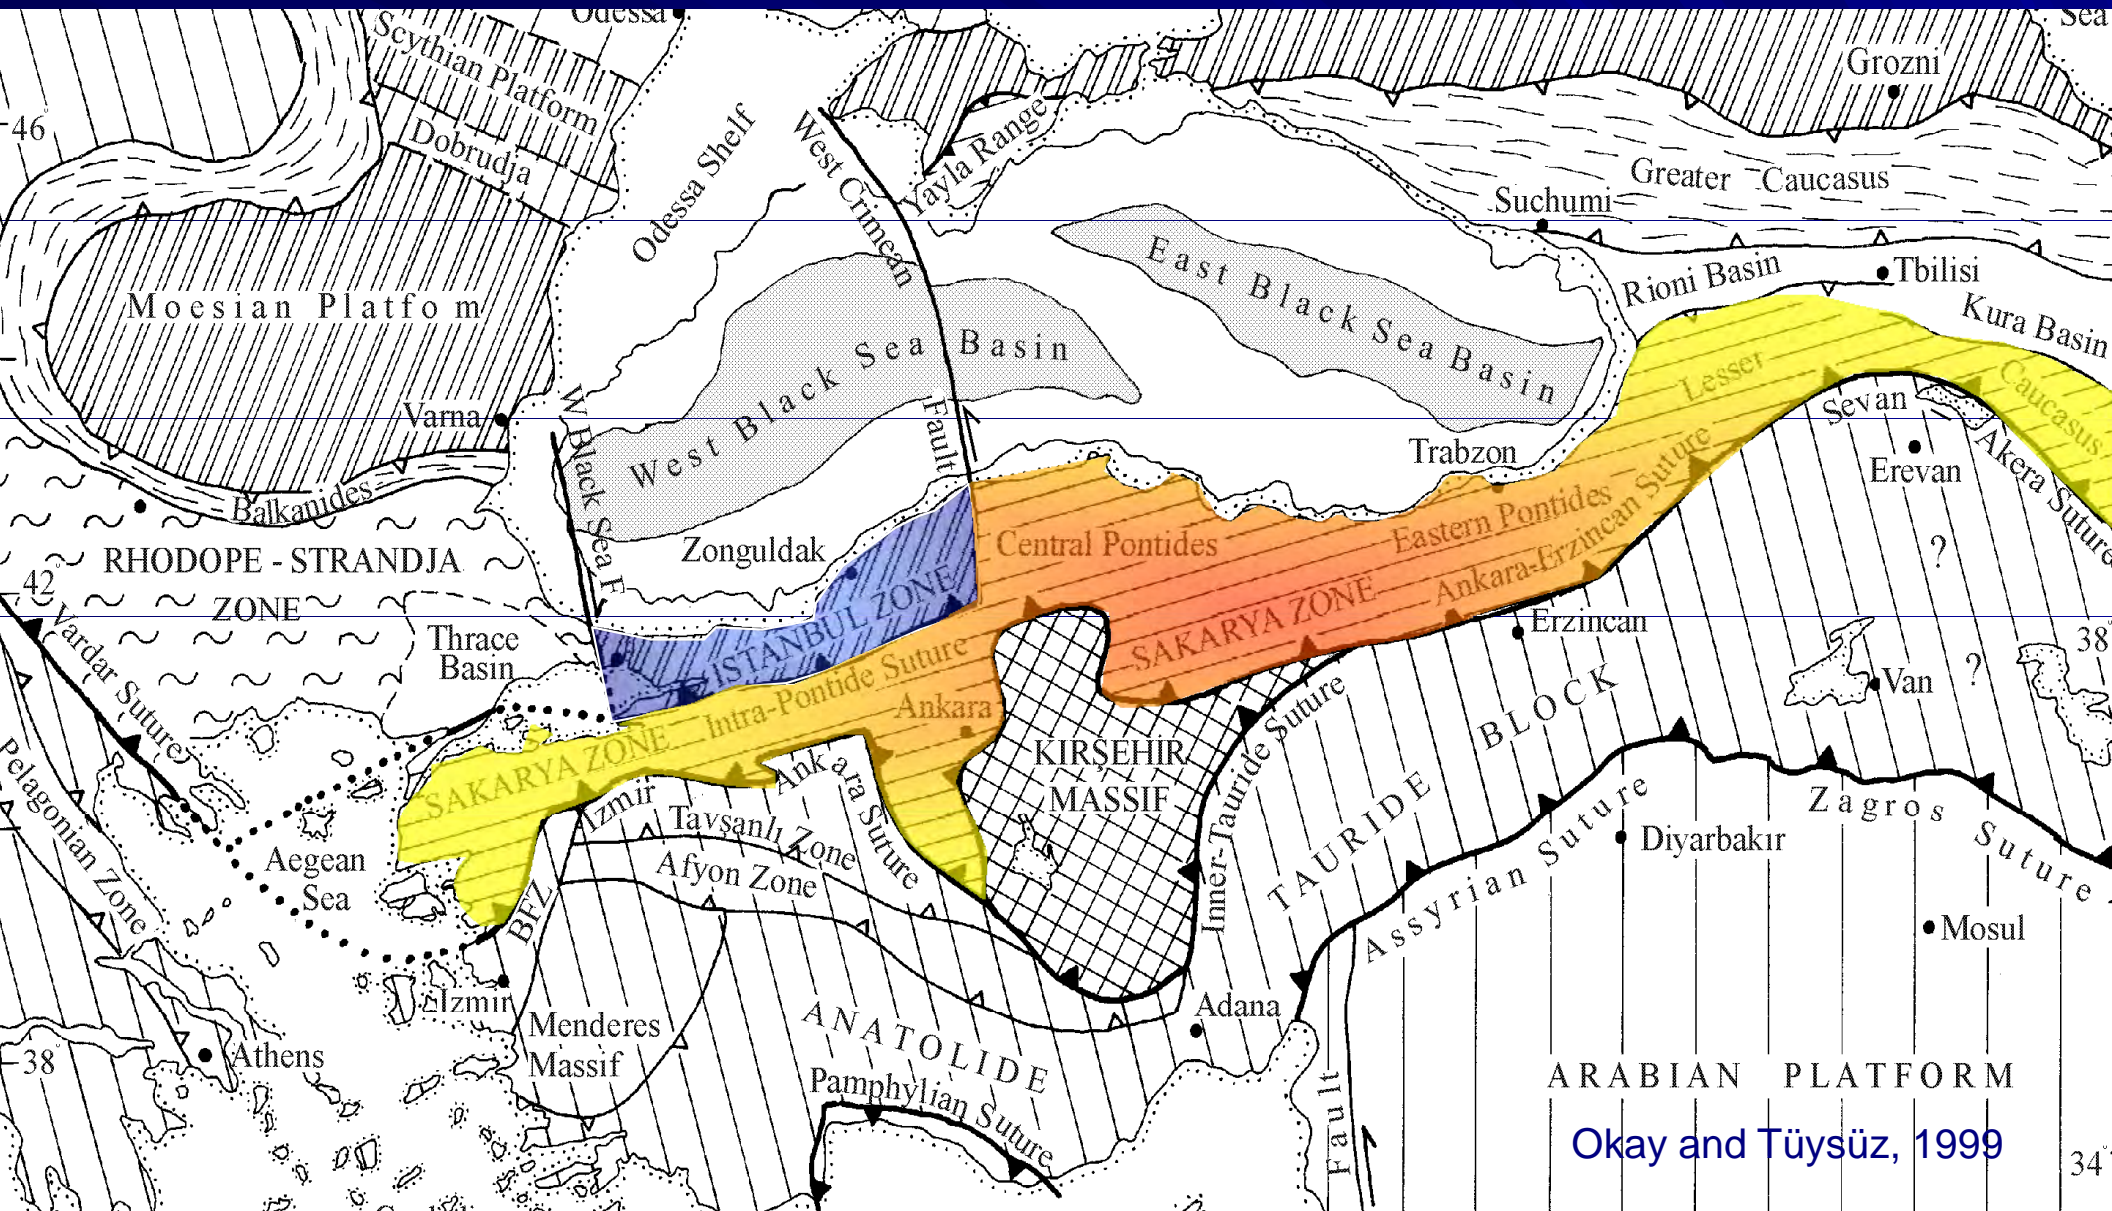 Odessa
Sea
Scythian Platform
Grozni
46
Dobrudja
Odessa Shelf
West Crimean
Fault
Yayla Range
Greater Caucasus
Suchumi
East Black Sea Basin
Rioni Basin
Tbilisi
Kura Basin
Moesian Platfo m
West Black Sea Basin
Varna
W Black Sea F.
Lesser
Caucasus
Sevan
Akera Suture
Erevan
Trabzon
Balkanides
RHODOPE - STRANDJA
ZONE
Zonguldak
Central Pontides
Eastern Pontides
Ankara-Erzincan Suture
?
42°
ISTANBUL ZONE
SAKARYA ZONE
Erzincan
38°
Vardar Suture
Thrace
Basin
Intra-Pontide Suture
Ankara
Van
?
SAKARYA ZONE
KIRŞEHİR
MASSIF
Inner-Tauride Suture
TAURIDE
BLOCK
Pelagonian Zone
İzmir
Ankara Suture
Tavşanlı Zone
Afyon Zone
Zagros
Suture
Diyarbakır
Assyrian Suture
Aegean
Sea
BFZ
Mosul
İzmir
Menderes
Massif
ANATOLIDE
Adana
38°
Athens
Pamphylian Suture
Fault
ARABIAN PLATFORM
Okay and Tüysüz, 1999
34°